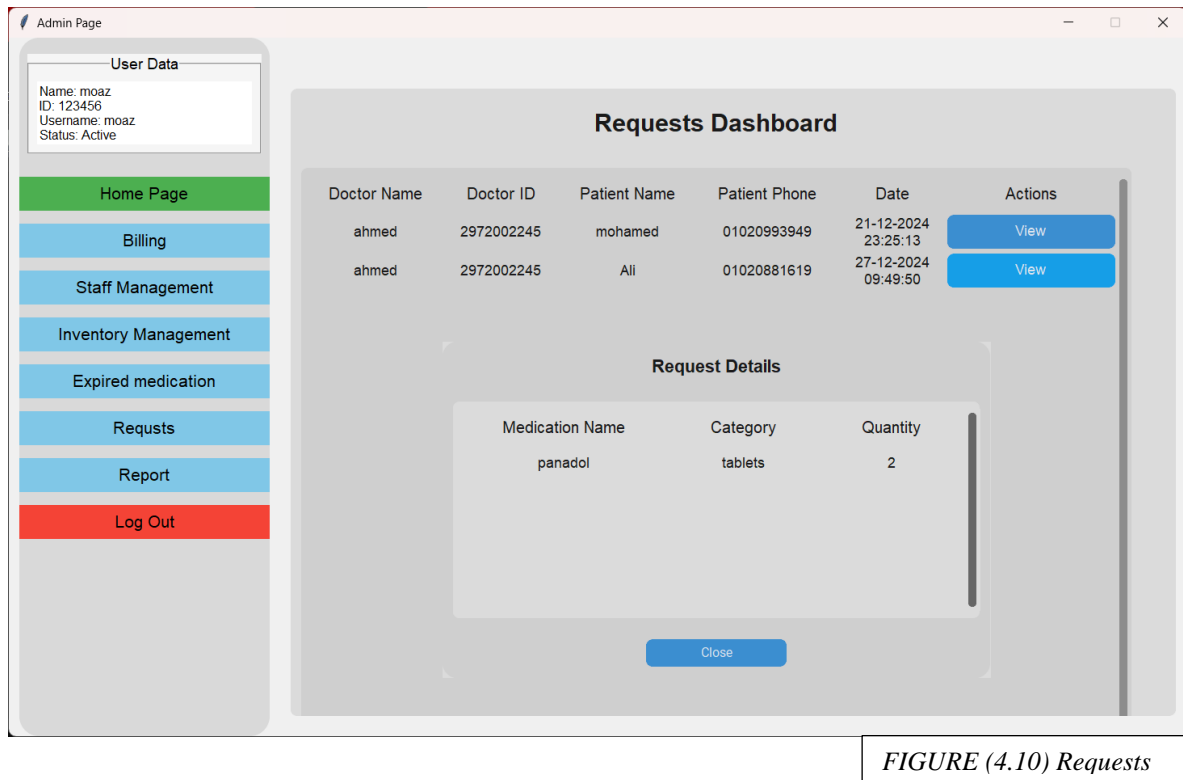 Admin Page
User Data
Name: moaz
ID: 123456
Username: moaz
Status: Active
Home Page
Billing
Staff Management
Inventory Management
Expired medication
Requsts
Report
Log Out
Requests Dashboard
Doctor Name Doctor ID Patient Name Patient Phone Date Actions
ahmed 2972002245 mohamed 01020993949 21-12-2024 View
23:25:13
ahmed 2972002245 Ali 01020881619 27-12-2024 View
09:49:50
Request Details
Medication Name Category Quantity
panadol tablets 2
Close
FIGURE (4.10) Requests